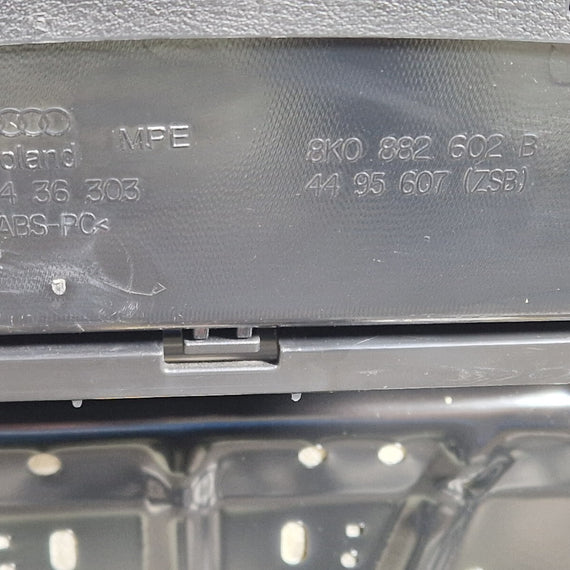 MPE
8K0 882 602 B
oland
44 95 607 (ZSB)
4 36 303
ABS-PC<